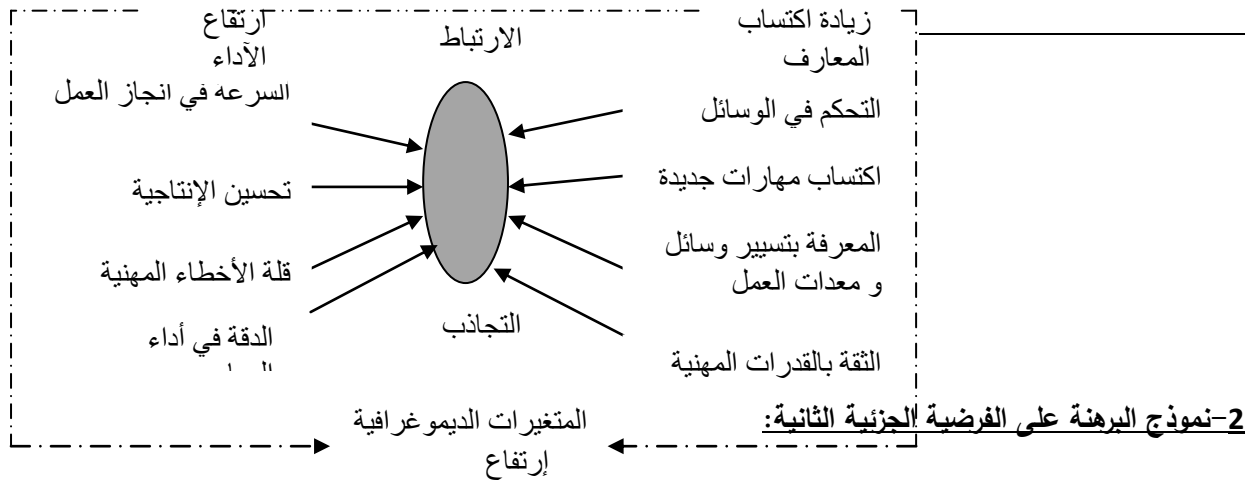 زيادة اكتساب
المعارف
التحكم في الوسائل
اكتساب مهارات جديدة
المعرفة بتسيير وسائل
و معدات العمل
الثقة بالقدرات المهنية
الارتباط
التجاذب
ارتفاع
الآداء
السرعه في انجاز العمل
تحسين الإنتاجية
قلة الأخطاء المهنية
الدقة في أداء
المتغيرات الديموغرافية
إرتفاع
2-نموذج البرهنة على الفرضية الجزئية الثانية: